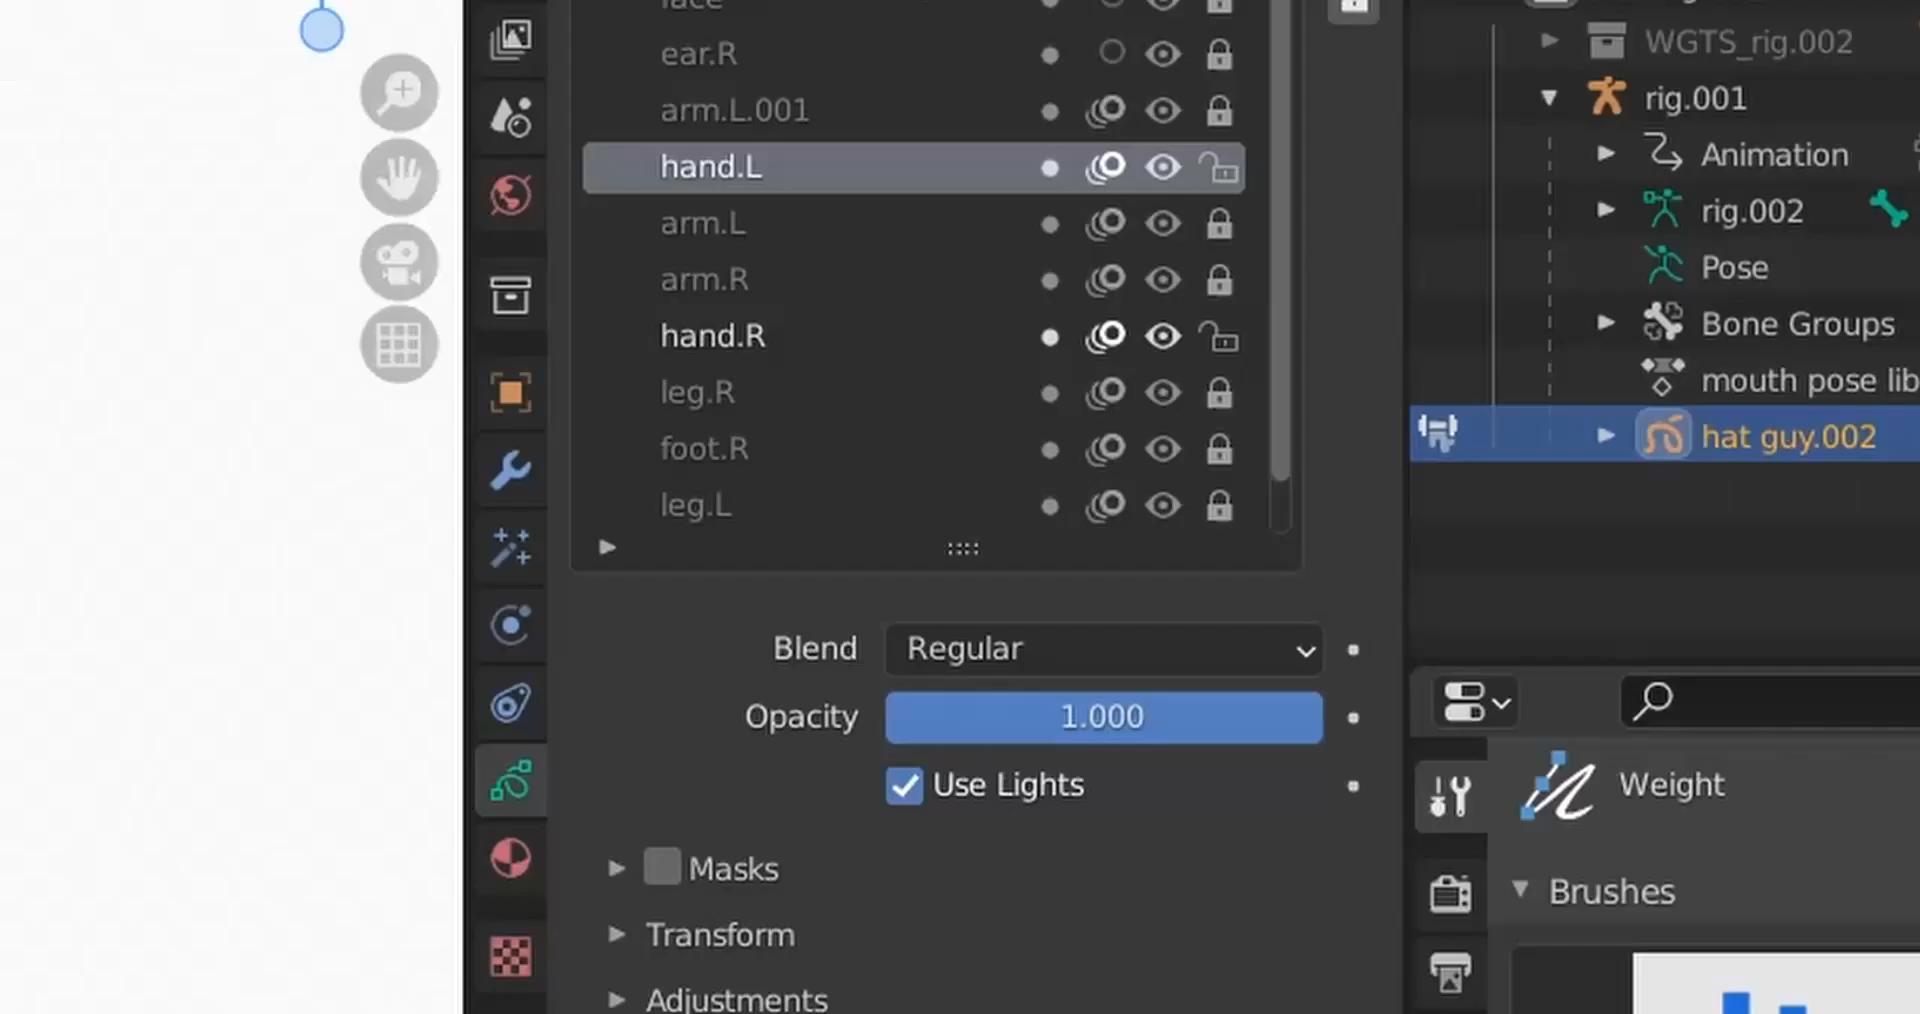 face
ear.R
arm.L.001
hand.L
arm.L
arm.R
hand.R
leg.R
foot.R
leg.L
Blend
Regular
Opacity
1.000
Use Lights
Masks
Transform
Adjustments
WGTS_rig.002
rig.001
Animation
rig.002
Pose
Bone Groups
mouth pose lib
hat guy.002
Weight
Brushes